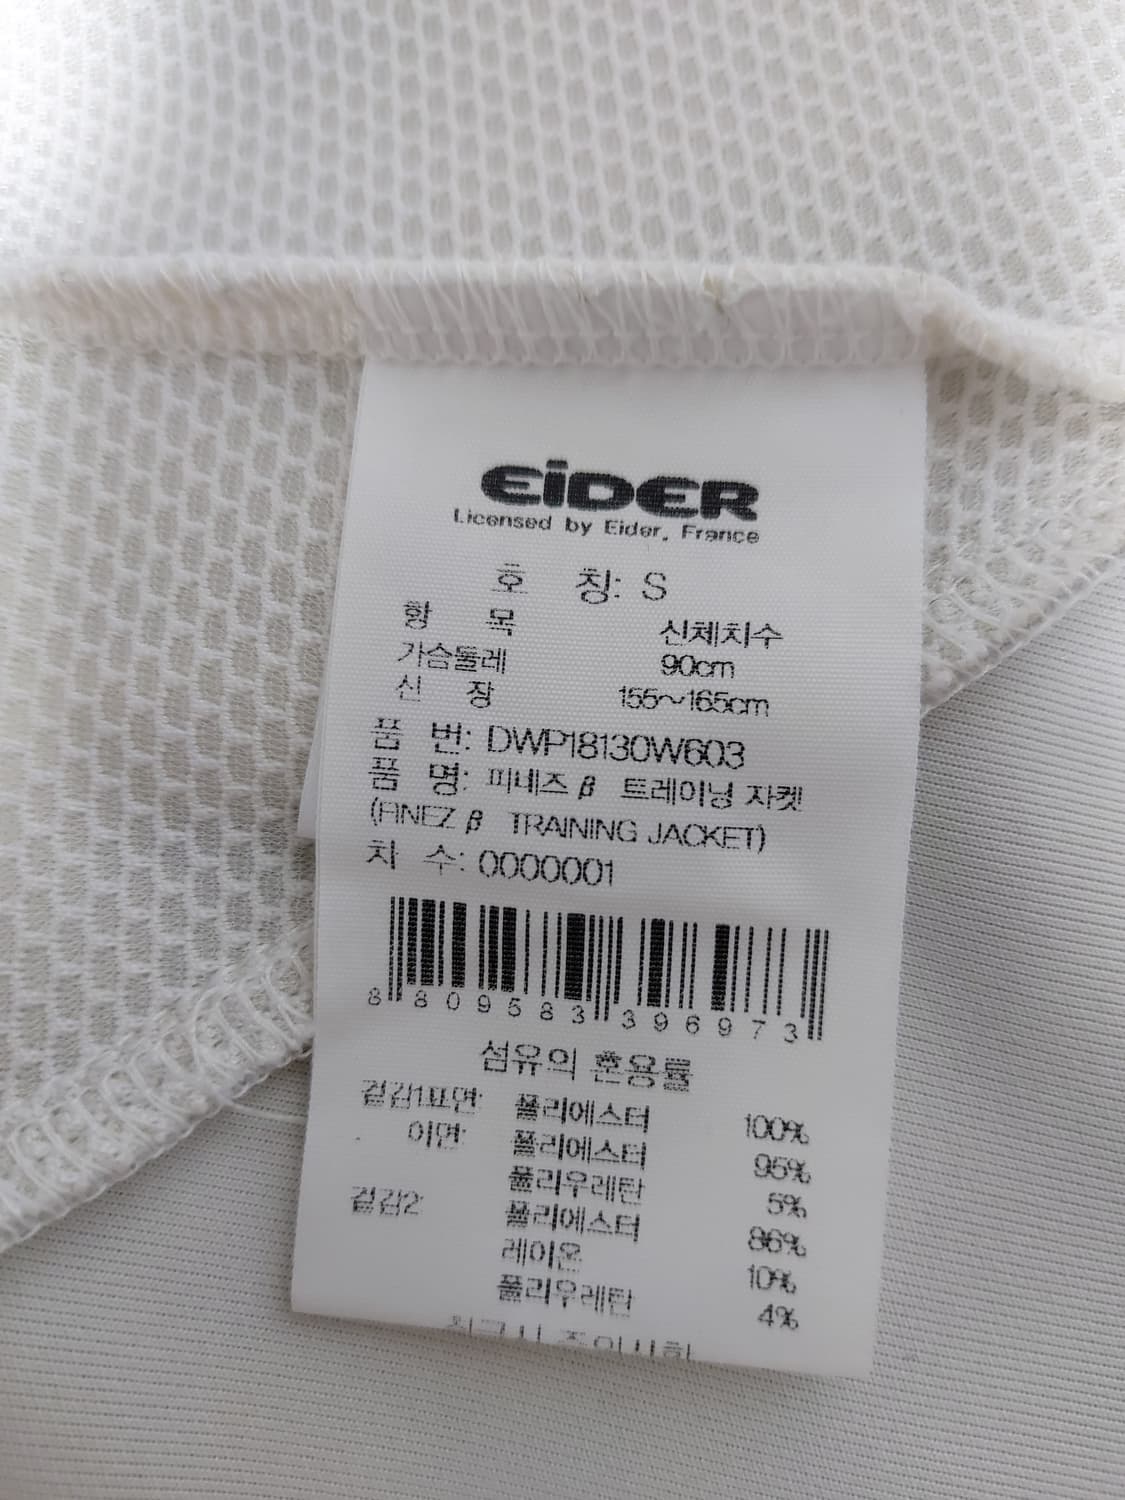 EiDER
Licensed by Eider, France
호 칭: S
항 목 신체치수
가슴둘레 90cm
신 장 155~165cm
품 번: DWP18130W603
품 명: 피네즈 β 트레이닝 자켓
(FINEZ β TRAINING JACKET)
치 수: 0000001
8809583396973
섬유의 혼용률
겉감1표면: 폴리에스터 100%
이면: 폴리에스터 95%
폴리우레탄 5%
겉감2: 폴리에스터 86%
레이온 10%
폴리우레탄 4%